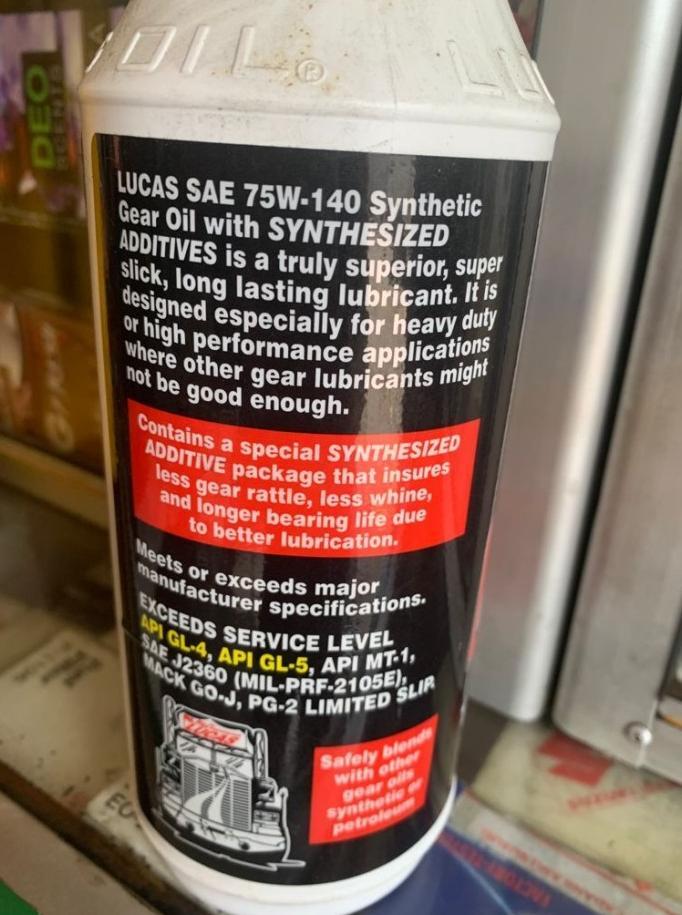 OIL®
LU
DEO
SCENTS
LUCAS SAE 75W-140 Synthetic
Gear Oil with SYNTHESIZED
ADDITIVES is a truly superior, super
slick, long lasting lubricant. It is
designed especially for heavy duty
or high performance applications
where other gear lubricants might
not be good enough.
Contains a special SYNTHESIZED
ADDITIVE package that insures
less gear rattle, less whine,
and longer bearing life due
to better lubrication.
Meets or exceeds major
manufacturer specifications.
EXCEEDS SERVICE LEVEL
API GL-4, API GL-5, API MT-1,
SAE J2360 (MIL-PRF-2105E),
MACK GO-J, PG-2 LIMITED SLIP.
LUCAS
Safely blends
with other
gear oils
synthetic or
petroleum